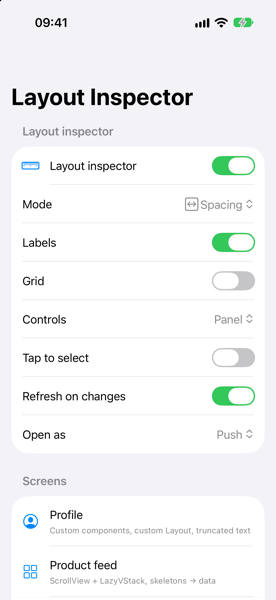 09:41
Layout Inspector
Layout inspector
Layout inspector
Mode
Spacing
Labels
Grid
Controls
Panel
Tap to select
Refresh on changes
Open as
Push
Screens
Profile
Custom components, custom Layout, truncated text
Product feed
ScrollView + LazyVStack, skeletons → data